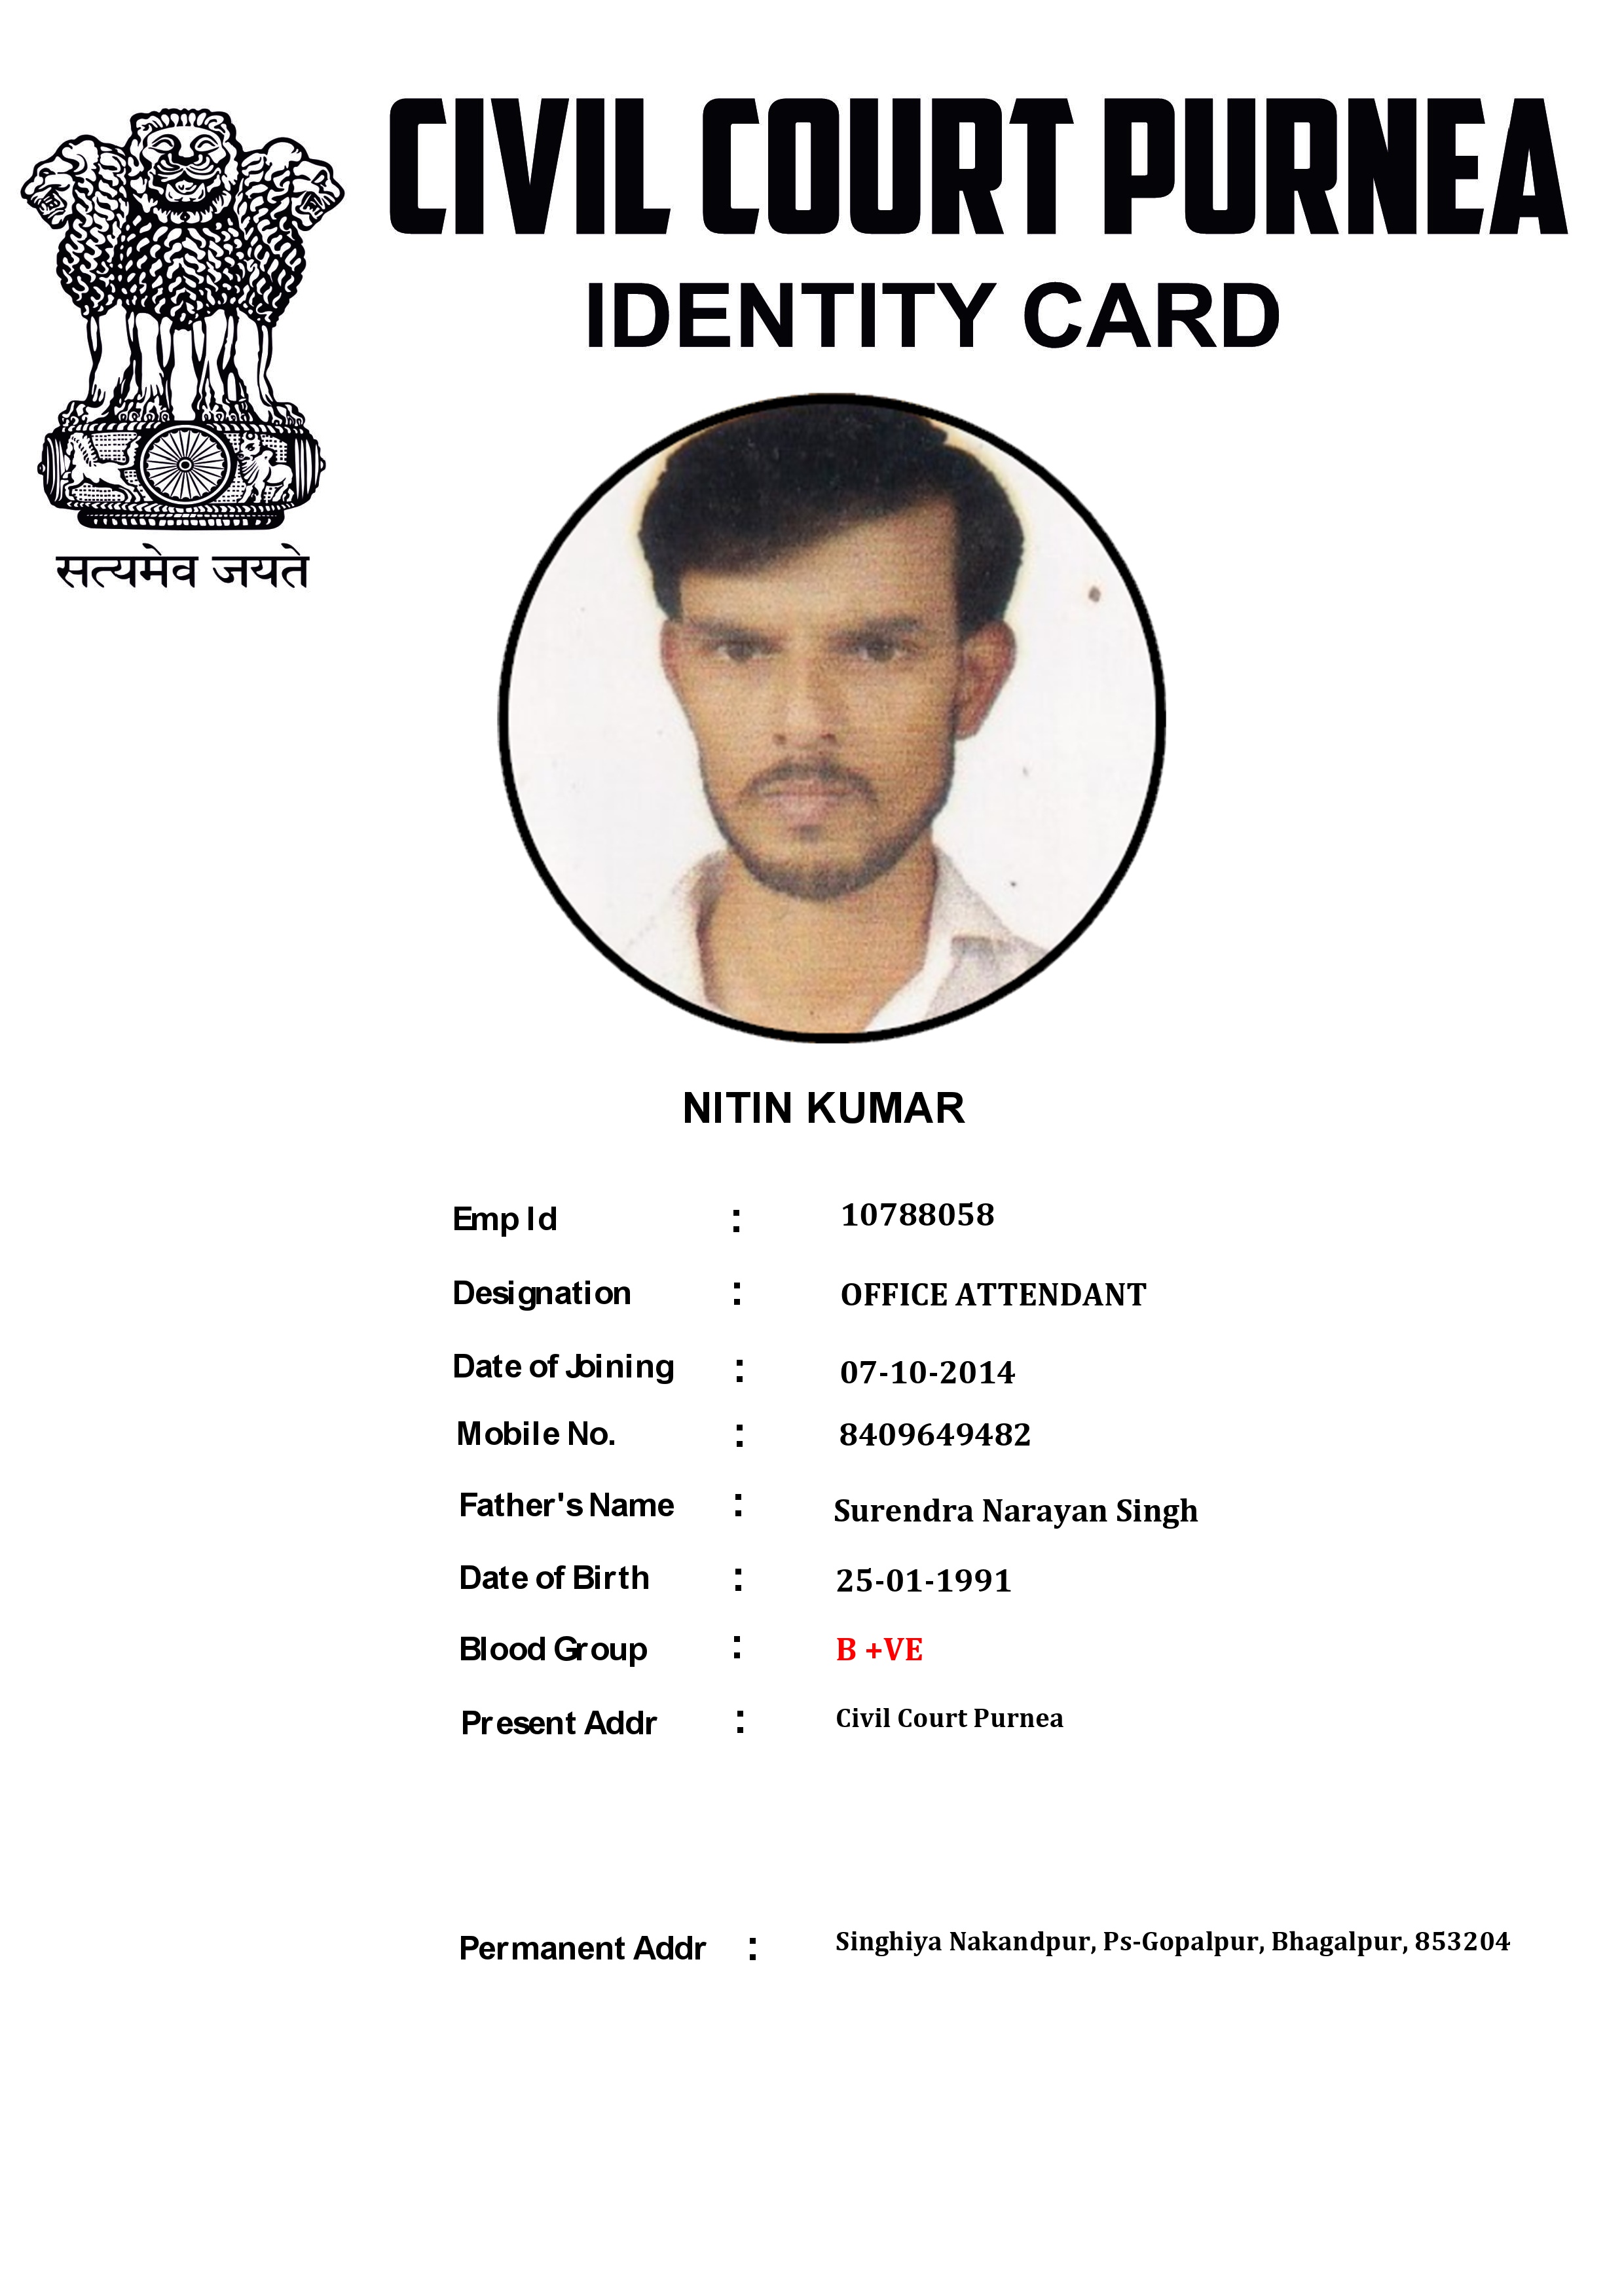 CIVIL COURT PURNEA
IDENTITY CARD
सत्यमेव जयते
NITIN KUMAR
Emp Id : 10788058
Designation : OFFICE ATTENDANT
Date of Joining : 07-10-2014
Mobile No. : 8409649482
Father's Name : Surendra Narayan Singh
Date of Birth : 25-01-1991
Blood Group : B +VE
Present Addr : Civil Court Purnea
Permanent Addr : Singhiya Nakandpur, Ps-Gopalpur, Bhagalpur, 853204